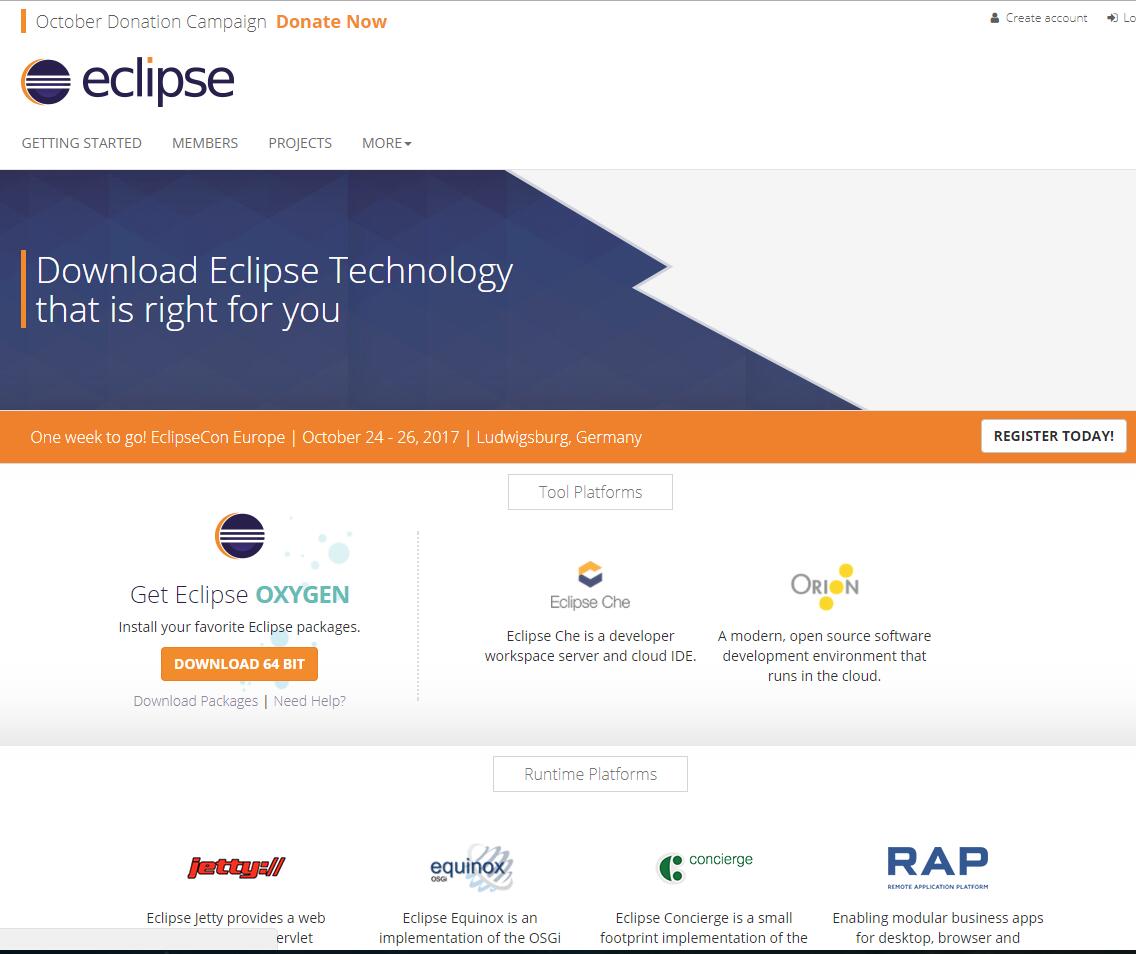 October Donation Campaign Donate Now
Create account
Lo
eclipse
GETTING STARTED MEMBERS PROJECTS MORE
Download Eclipse Technology
that is right for you
One week to go! EclipseCon Europe | October 24 - 26, 2017 | Ludwigsburg, Germany
REGISTER TODAY!
Tool Platforms
Get Eclipse OXYGEN
Install your favorite Eclipse packages.
DOWNLOAD 64 BIT
Download Packages | Need Help?
Eclipse Che
Eclipse Che is a developer
workspace server and cloud IDE.
ORION
A modern, open source software
development environment that
runs in the cloud.
Runtime Platforms
jetty://
Eclipse Jetty provides a web
ervlet
equinox
OSGi
Eclipse Equinox is an
implementation of the OSGi
concierge
Eclipse Concierge is a small
footprint implementation of the
RAP
REMOTE APPLICATION PLATFORM
Enabling modular business apps
for desktop, browser and